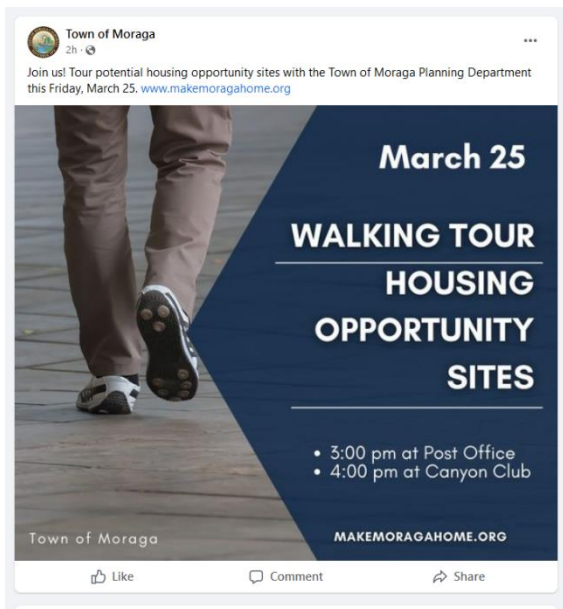 Town of Moraga
2h
Join us! Tour potential housing opportunity sites with the Town of Moraga Planning Department
this Friday, March 25. www.makemoragahome.org
March 25
WALKING TOUR
HOUSING
OPPORTUNITY
SITES
• 3:00 pm at Post Office
• 4:00 pm at Canyon Club
Town of Moraga
MAKEMORAGAHOME.ORG
Like
Comment
Share